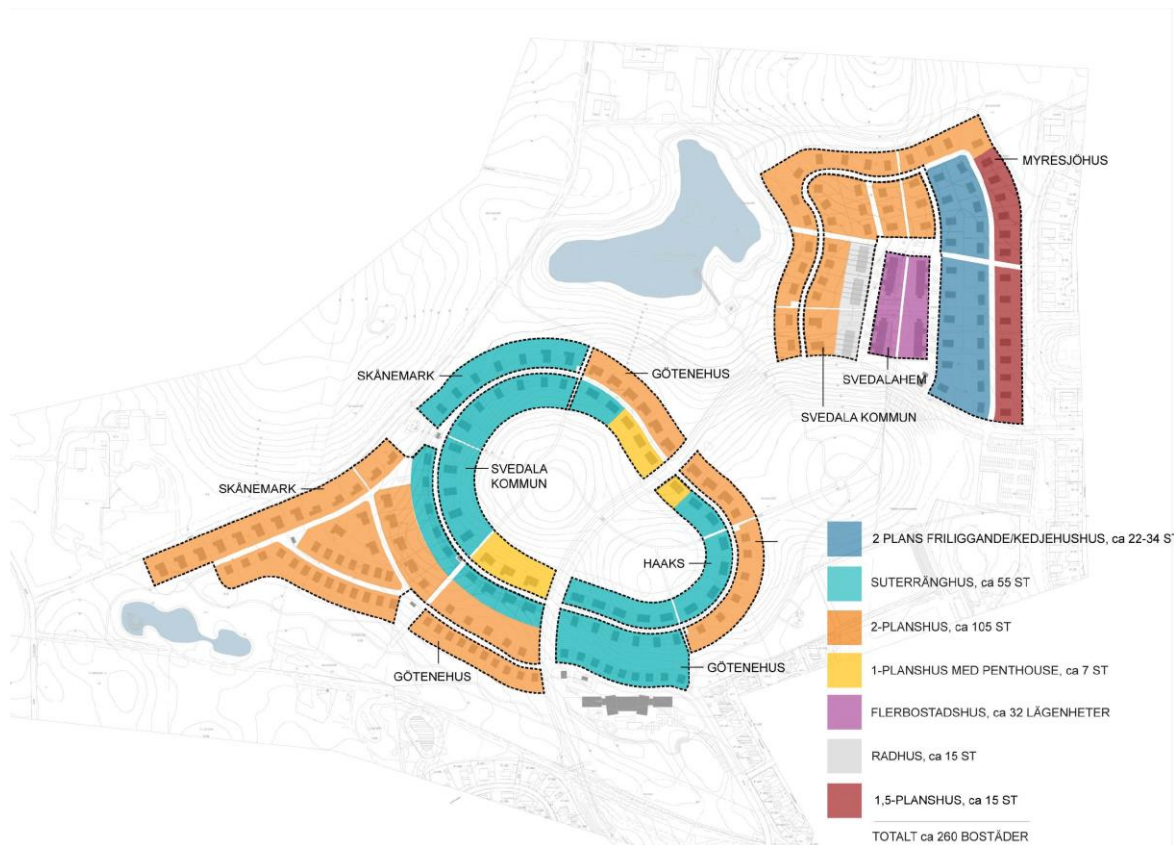 MYRESJÖHUS
SKÅNEMARK
GÖTENEHUS
SVEDALAHEM
SVEDALA KOMMUN
SVEDALA
KOMMUN
SKÅNEMARK
HAAKS
GÖTENEHUS
GÖTENEHUS
2 PLANS FRILIGGANDE/KEDJEHUSHUS, ca 22-34 ST
SUTERRÄNGHUS, ca 55 ST
2-PLANSHUS, ca 105 ST
1-PLANSHUS MED PENTHOUSE, ca 7 ST
FLERBOSTADSHUS, ca 32 LÄGENHETER
RADHUS, ca 15 ST
1,5-PLANSHUS, ca 15 ST
TOTALT ca 260 BOSTÄDER